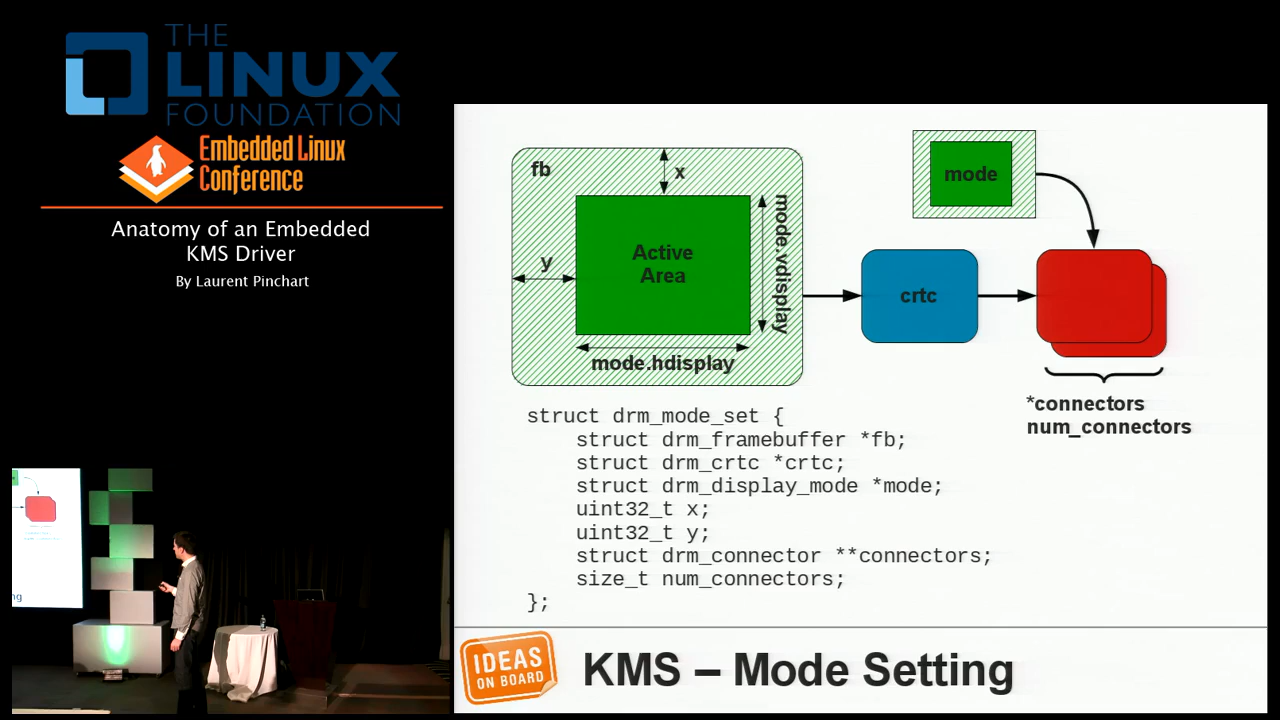 THE
LINUX
FOUNDATION
Embedded Linux
Conference
Anatomy of an Embedded
KMS Driver
By Laurent Pinchart
fb
x
y
Active
Area
mode.vdisplay
mode.hdisplay
crtc
mode
*connectors
num_connectors
struct drm_mode_set {
struct drm_framebuffer *fb;
struct drm_crtc *crtc;
struct drm_display_mode *mode;
uint32_t x;
uint32_t y;
struct drm_connector **connectors;
size_t num_connectors;
};
IDEAS
ON BOARD
KMS – Mode Setting